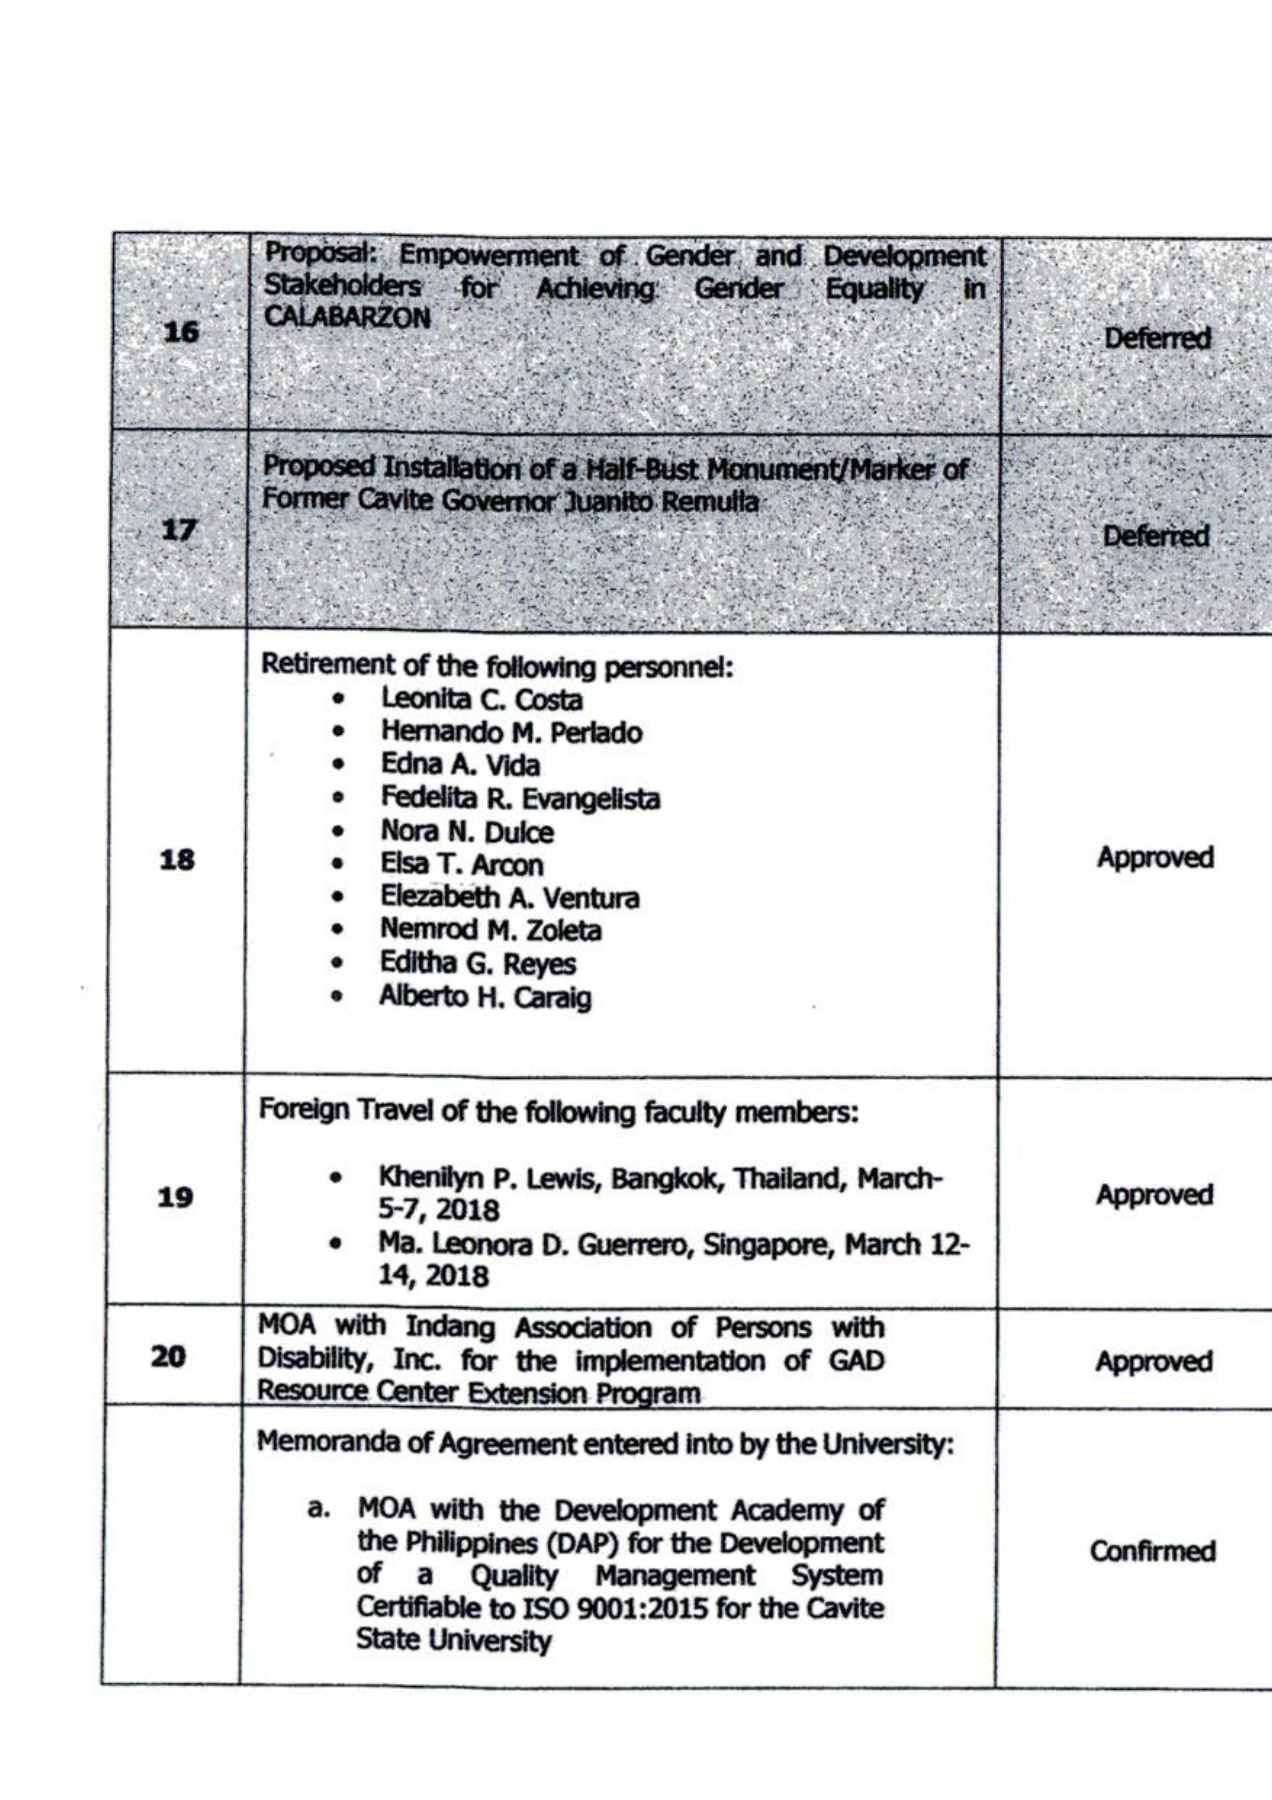 Proposal: Empowerment of Gender and Development
Stakeholders for Achieving Gender Equality in
CALABARZON
16
Deferred
Proposed Installation of a Half-Bust Monument/Marker of
Former Cavite Governor Juanito Remulla
17
Deferred
Retirement of the following personnel:
• Leonita C. Costa
• Hernando M. Perlado
• Edna A. Vida
• Fedelita R. Evangelista
• Nora N. Dulce
• Elsa T. Arcon
18
Approved
• Elezabeth A. Ventura
• Nemrod M. Zoleta
• Editha G. Reyes
• Alberto H. Caraig
Foreign Travel of the following faculty members:
• Khenilyn P. Lewis, Bangkok, Thailand, March-
5-7, 2018
19
Approved
• Ma. Leonora D. Guerrero, Singapore, March 12-
14, 2018
MOA with Indang Association of Persons with
Disability, Inc. for the implementation of GAD
Resource Center Extension Program
20
Approved
Memoranda of Agreement entered into by the University:
a. MOA with the Development Academy of
the Philippines (DAP) for the Development
of a Quality Management System
Certifiable to ISO 9001:2015 for the Cavite
State University
Confirmed